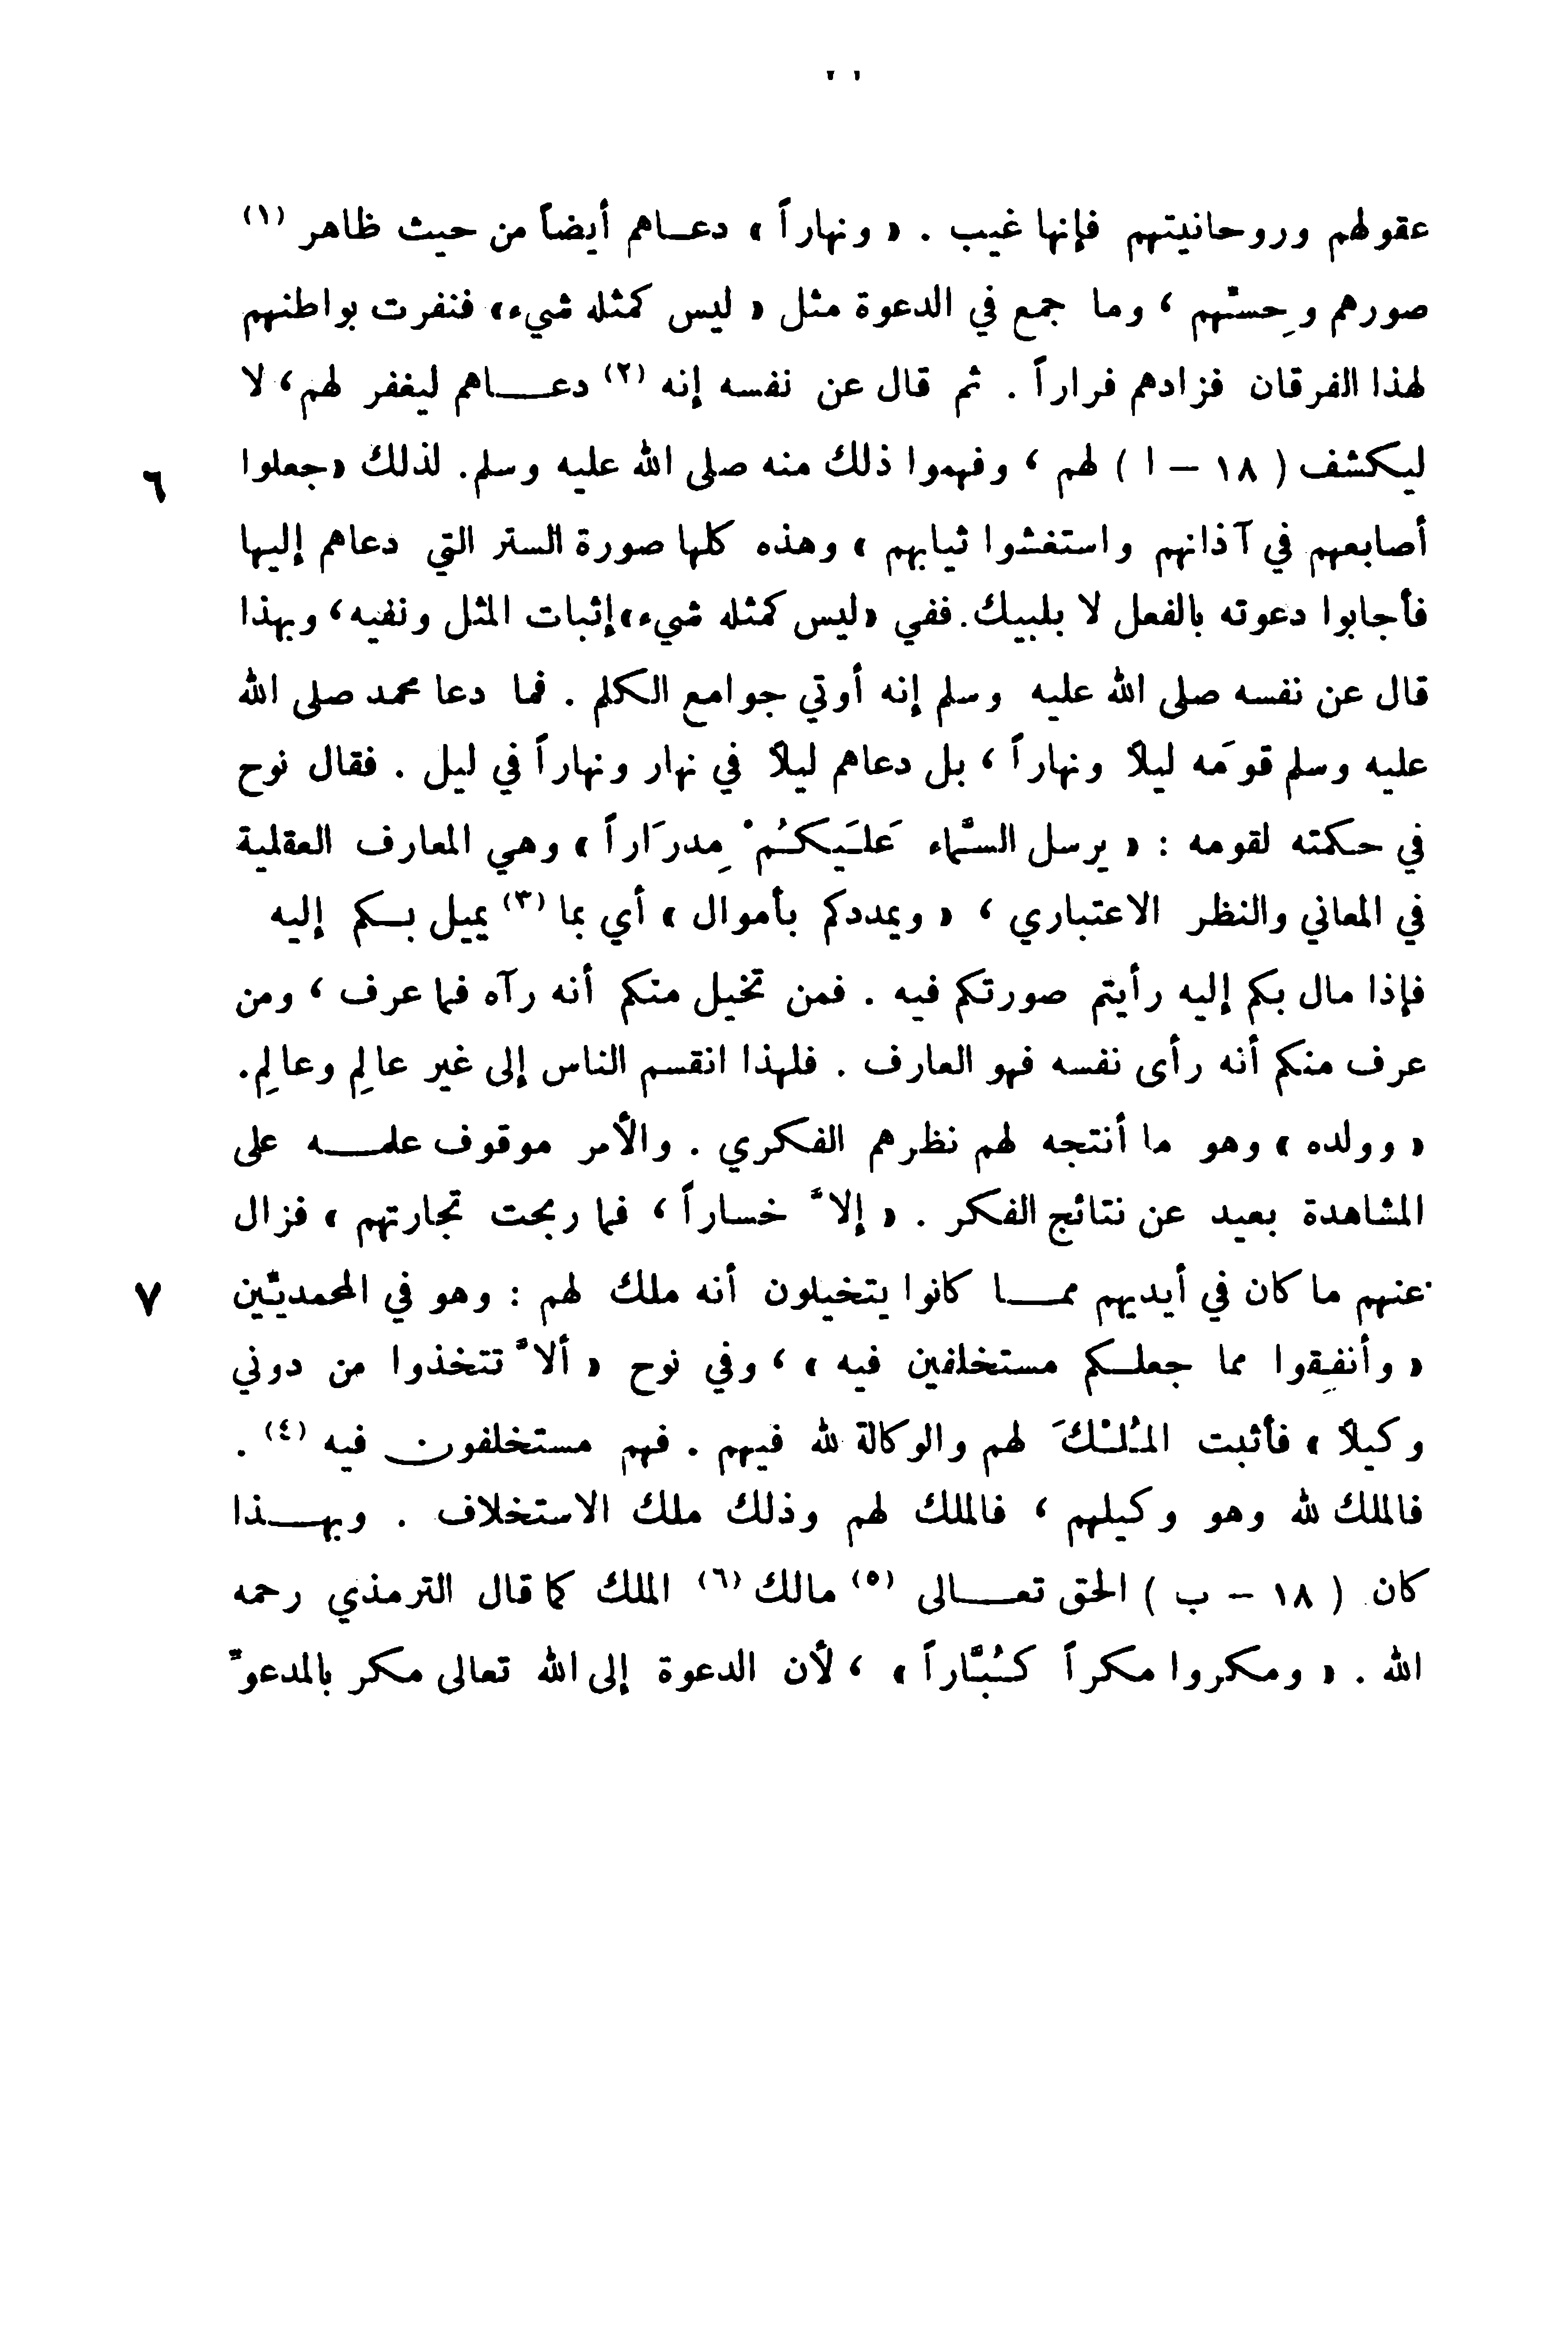 عقولهم وروحانيتهم فإنها غيب . « ونهاراً » دعاهم أيضاً من حيث ظاهر (١)
صورهم وحِسِّهم ، وما جمع في الدعوة مثل « ليس كمثله شيء» فنفرت بواطنهم
لهذا الفرقان فزادهم فراراً . ثم قال عن نفسه إنه (٢) دعاهم ليغفر لهم، لا
ليكشف ( ١٨ – ا ) لهم ، وفهموا ذلك منه صلى الله عليه وسلم. لذلك «جعلوا
٦
أصابعهم في آذانهم واستغشوا ثيابهم » وهذه كلها صورة الستر التي دعاهم إليها
فأجابوا دعوته بالفعل لا بلبيك. ففي «ليس كمثله شيء» إثبات المثل ونفيه، وبهذا
قال عن نفسه صلى الله عليه وسلم إنه أوتي جوامع الكلم . فما دعا محمد صلى الله
عليه وسلم قومَه ليلاً ونهاراً ، بل دعاهم ليلاً في نهار ونهاراً في ليل . فقال نوح
في حكمته لقومه : « يرسل السَّماء عَلَيكُمْ مِدرَاراً » وهي المعارف العقلية
في المعاني والنظر الاعتباري ، « ويمددكم بأموال » أي بما (٣) يميل بكم إليه
فإذا مال بكم إليه رأيتم صورتكم فيه . فمن تخيل منكم أنه رآه فما عرف ، ومن
عرف منكم أنه رأى نفسه فهو العارف . فلهذا انقسم الناس إلى غير عالِم وعالِم.
« وولده » وهو ما أنتجه لهم نظرهم الفكري . والأمر موقوف علمه على
المشاهدة بعيد عن نتائج الفكر . « إلاَّ خساراً ، فما ربحت تجارتهم » فزال
عنهم ما كان في أيديهم مما كانوا يتخيلون أنه ملك لهم : وهو في المحمديِّين
٧
« وأنفِقوا مما جعلكم مستخلفين فيه » ، وفي نوح « ألاَّ تتخذوا من دوني
وكيلاً » فأثبت المُلْكَ لهم والوكالة لله فيهم . فهم مستخلفون فيه (٤) .
فالملك لله وهو وكيلهم ، فالملك لهم وذلك ملك الاستخلاف . وبهذا
كان ( ١٨ – ب ) الحق تعالى (٥) مالك (٦) الملك كما قال الترمذي رحمه
الله . « ومكروا مكراً كُبَّاراً » ، لأن الدعوة إلى الله تعالى مكر بالمدعوِّ